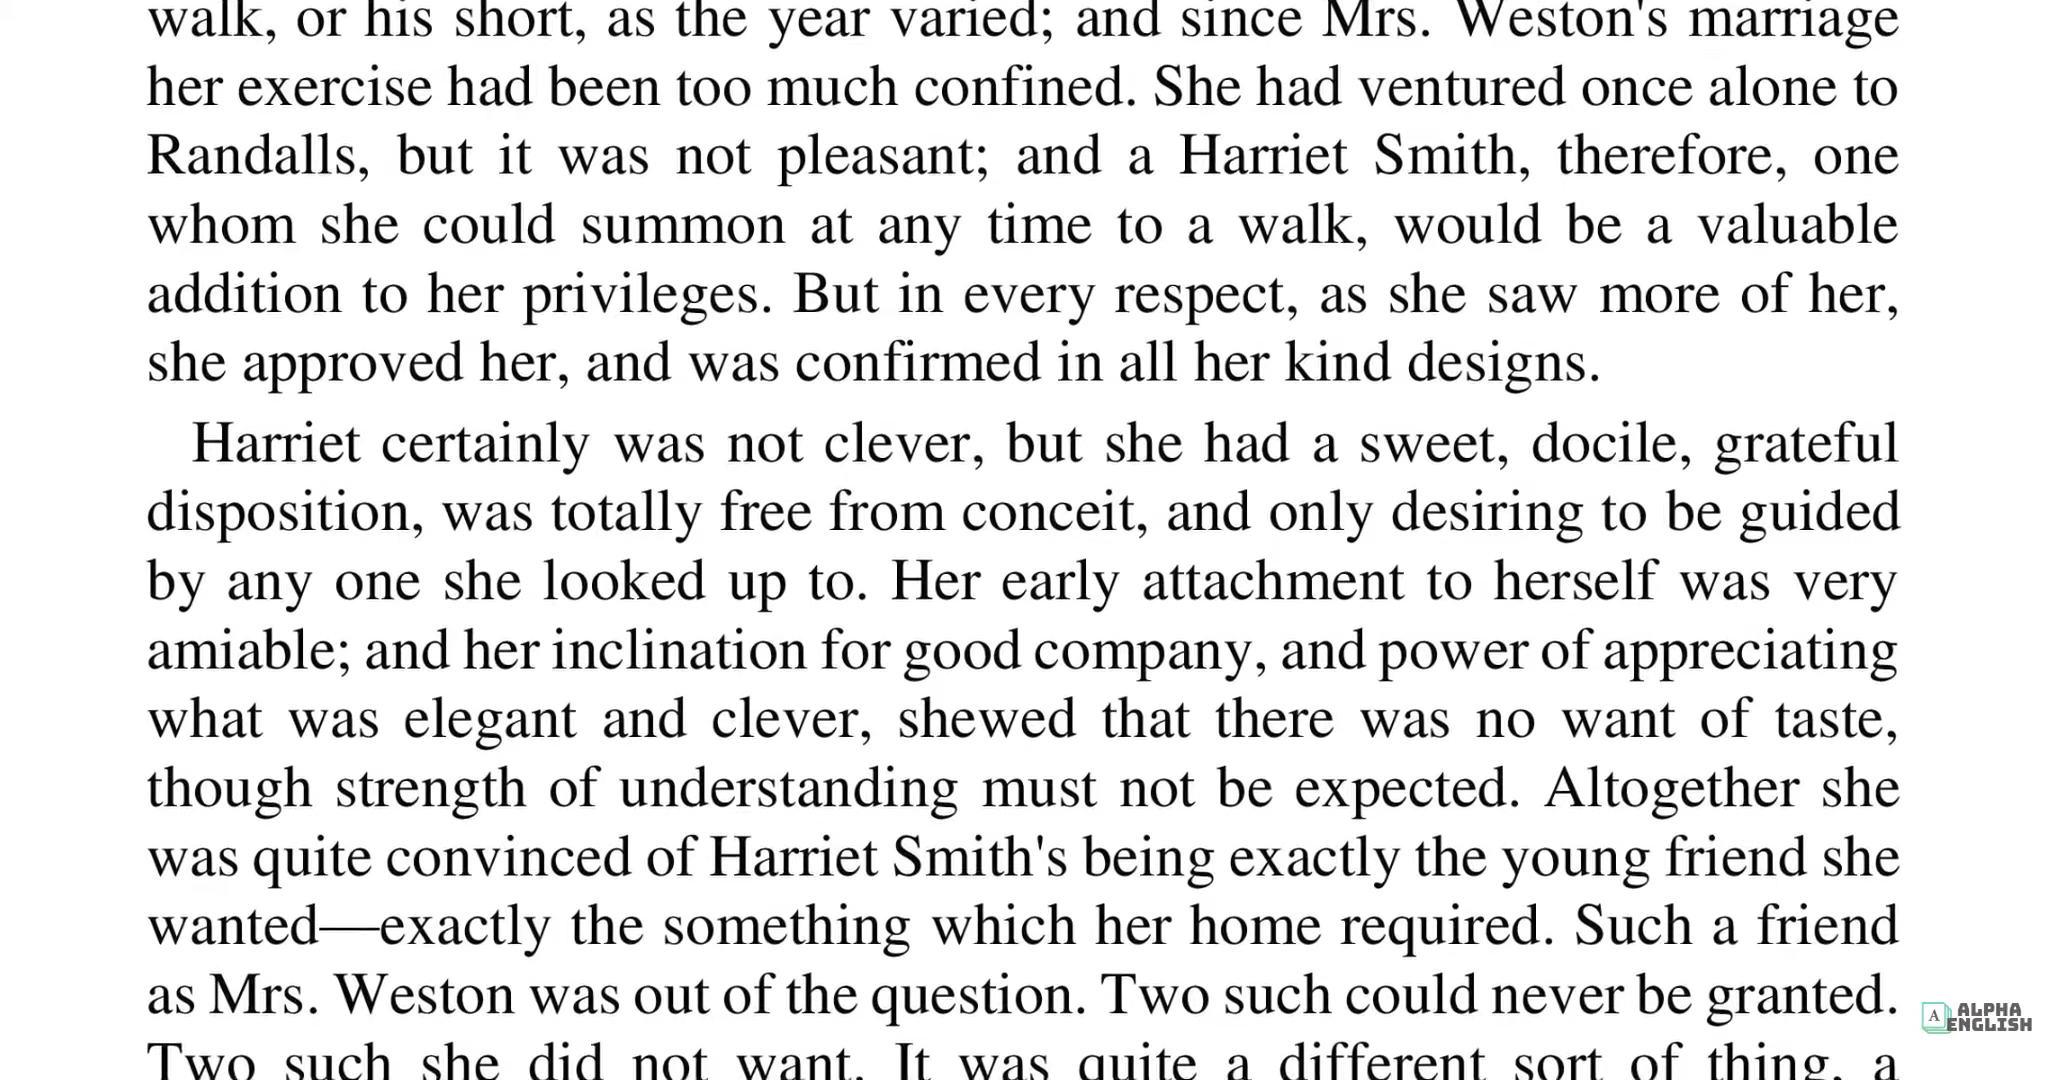 walk, or his short, as the year varied; and since Mrs. Weston's marriage
her exercise had been too much confined. She had ventured once alone to
Randalls, but it was not pleasant; and a Harriet Smith, therefore, one
whom she could summon at any time to a walk, would be a valuable
addition to her privileges. But in every respect, as she saw more of her,
she approved her, and was confirmed in all her kind designs.
Harriet certainly was not clever, but she had a sweet, docile, grateful
disposition, was totally free from conceit, and only desiring to be guided
by any one she looked up to. Her early attachment to herself was very
amiable; and her inclination for good company, and power of appreciating
what was elegant and clever, shewed that there was no want of taste,
though strength of understanding must not be expected. Altogether she
was quite convinced of Harriet Smith's being exactly the young friend she
wanted—exactly the something which her home required. Such a friend
as Mrs. Weston was out of the question. Two such could never be granted.
Two such she did not want. It was quite a different sort of thing, a
A ALPHA
ENGLISH